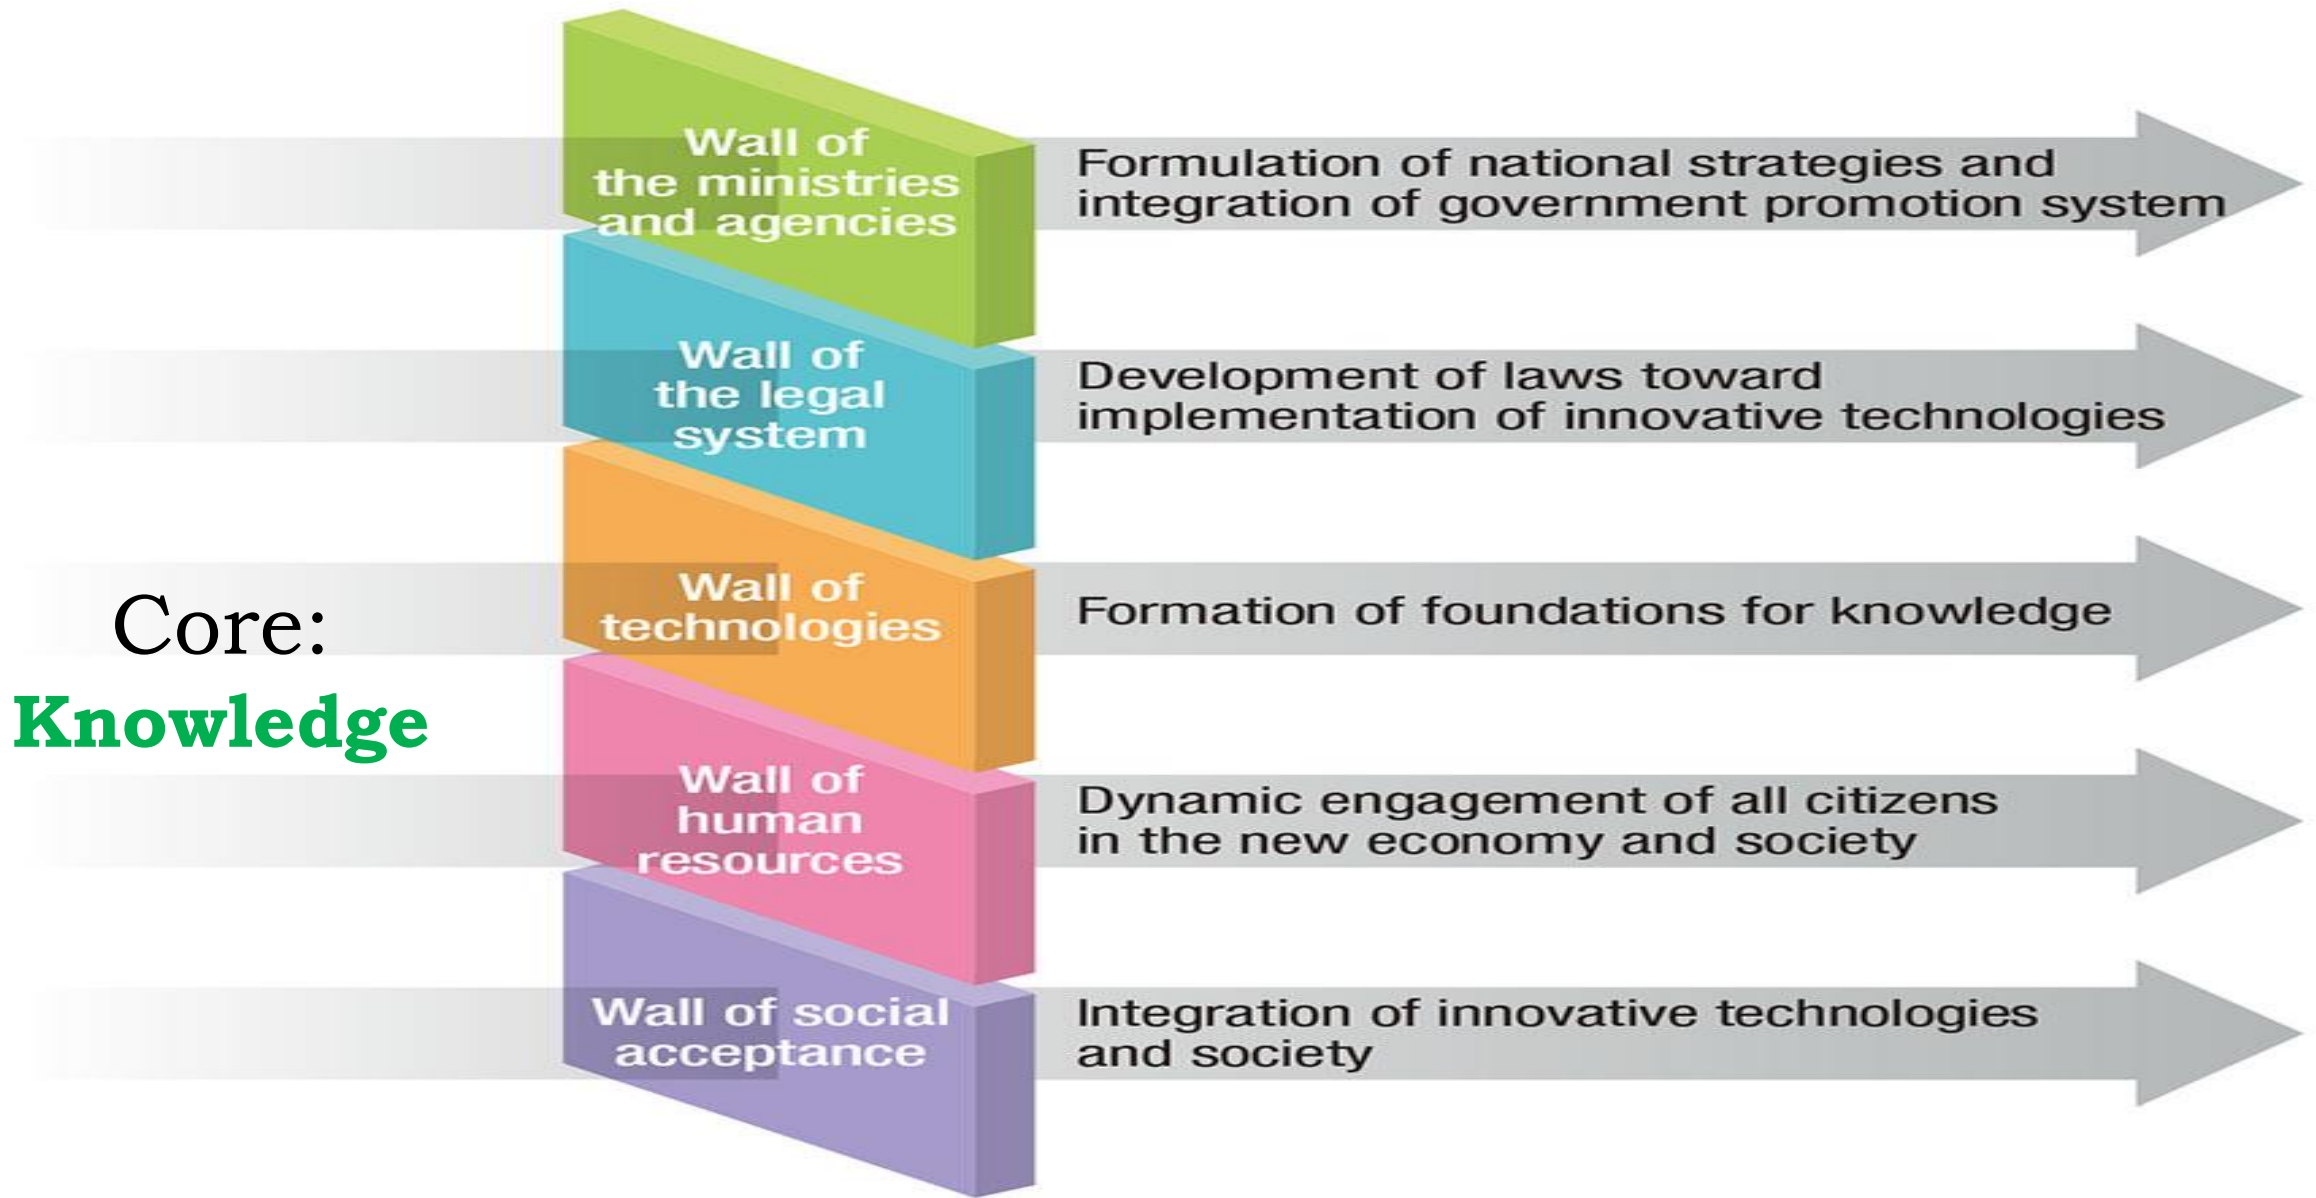 Wall of
the ministries
and agencies
Formulation of national strategies and
integration of government promotion system
Wall of
the legal
system
Development of laws toward
implementation of innovative technologies
Core:
Knowledge
Wall of
technologies
Formation of foundations for knowledge
Wall of
human
resources
Dynamic engagement of all citizens
in the new economy and society
Wall of social
acceptance
Integration of innovative technologies
and society